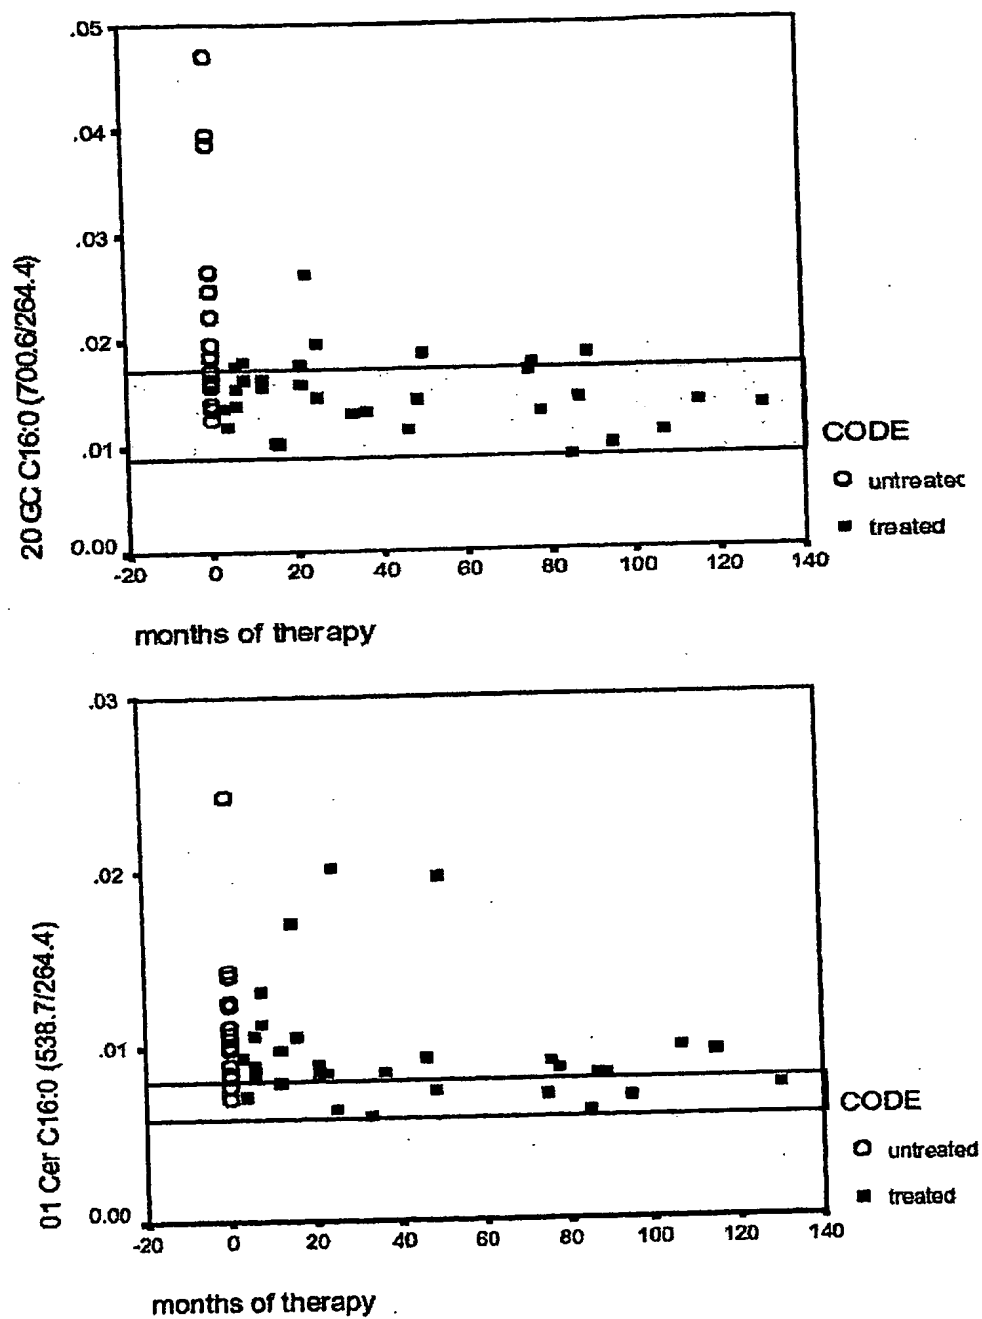 .05
.04
.03
.02
.01
0.00
20 GC C16:0 (700.6/264.4)
-20 0 20 40 60 80 100 120 140
months of therapy
CODE
untreatec
treated
.03
.02
.01
0.00
01 Cer C16:0 (538.7/264.4)
-20 0 20 40 60 80 100 120 140
months of therapy
CODE
untreated
treated